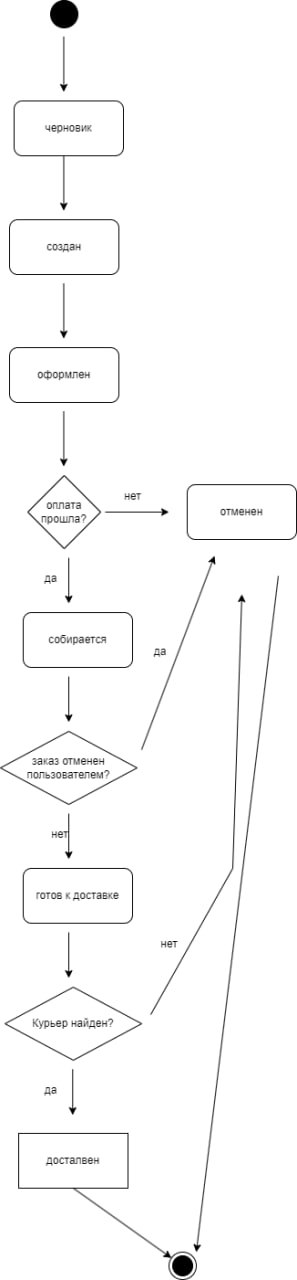 черновик
создан
оформлен
оплата
прошла?
нет
отменен
да
собирается
да
заказ отменен
пользователем?
нет
готов к доставке
нет
Курьер найден?
да
досталвен